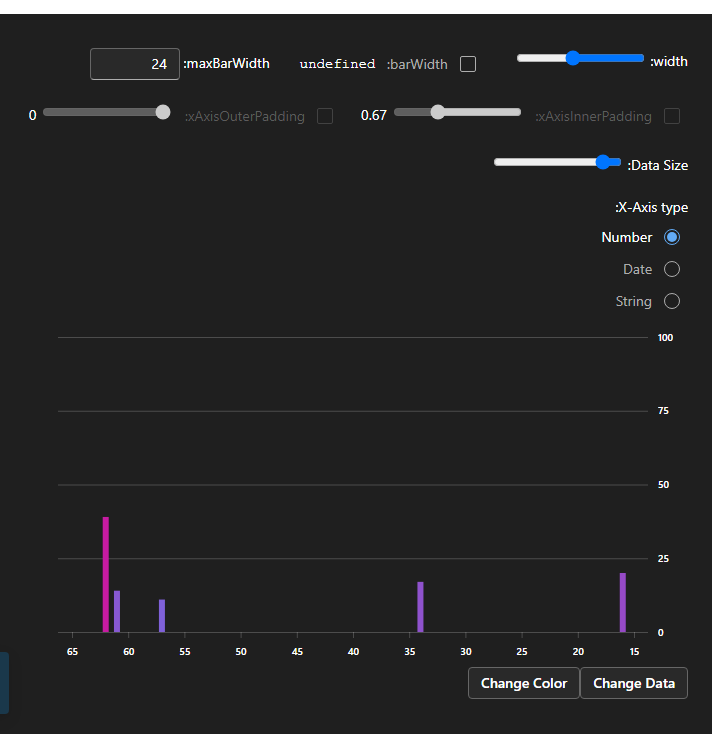 width:
barWidth: undefined
maxBarWidth: 24
xAxisInnerPadding: 0.67
xAxisOuterPadding: 0
Data Size:
X-Axis type:
Number
Date
String
100
75
50
25
0
65 60 55 50 45 40 35 30 25 20 15
Change Color Change Data